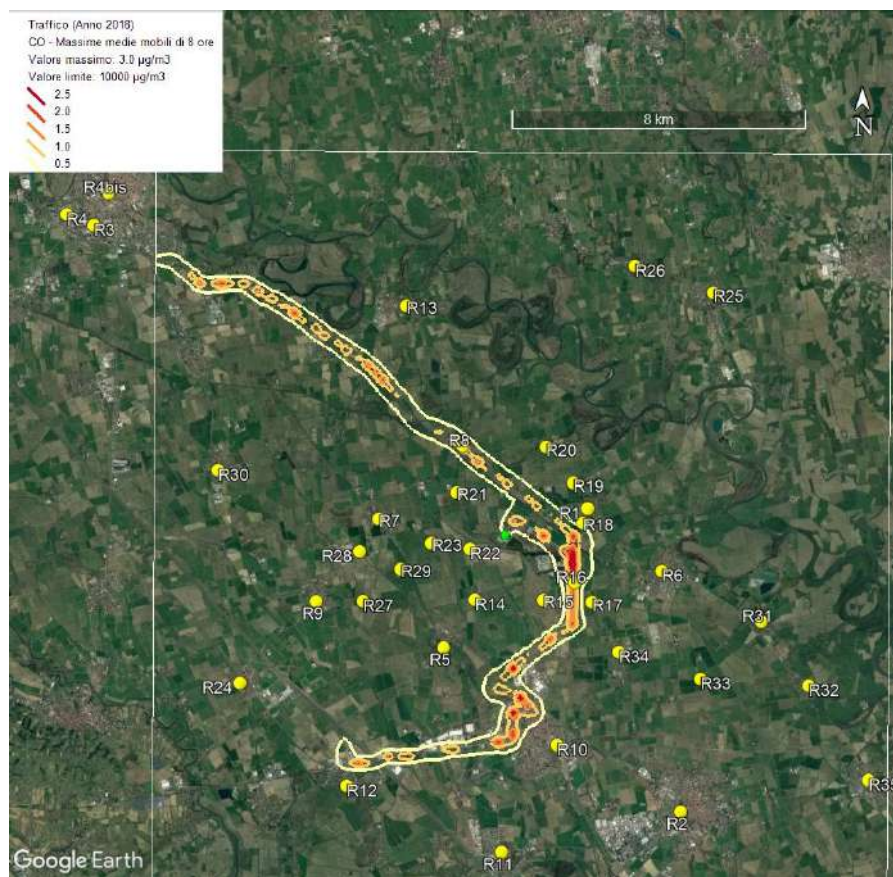 Traffico (Anno 2016)
CO - Massime medie mobili di 8 ore
Valore massimo: 3.0 µg/m3
Valore limite: 10000 µg/m3
2.5
2.0
1.5
1.0
0.5
8 km
N
R4bis
R4
R3
R26
R25
R13
R8
R20
R30
R19
R21
R1
R18
R7
R23
R22
R28
R29
R16
R6
R9
R27
R14
R15
R17
R31
R5
R34
R24
R33
R32
R10
R12
R35
R2
R11
Google Earth